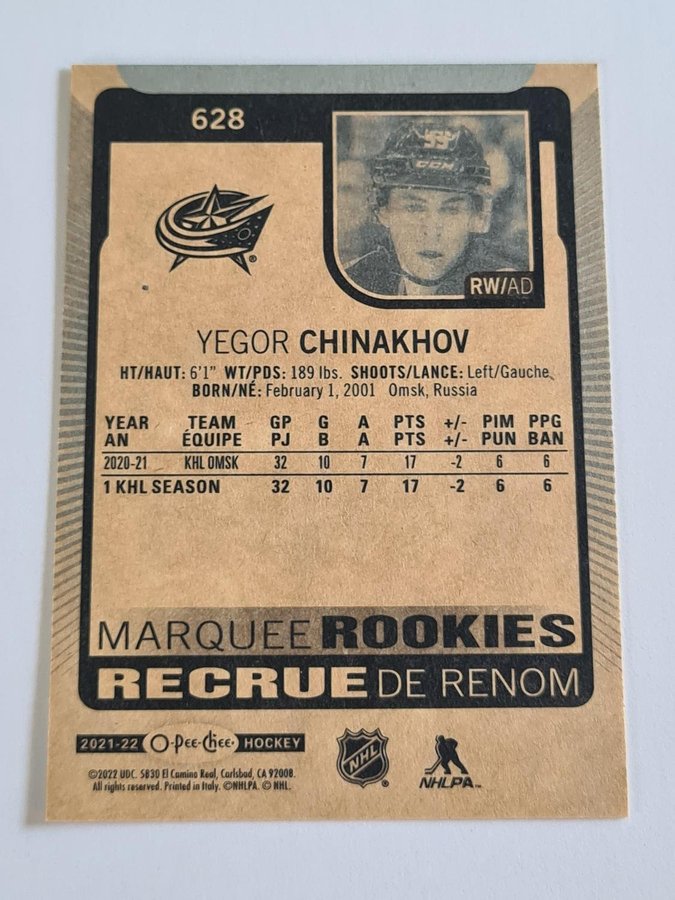 628
59
CCM
RW/AD
YEGOR CHINAKHOV
HT/HAUT: 6'1" WT/PDS: 189 lbs. SHOOTS/LANCE: Left/Gauche
BORN/NÉ: February 1, 2001 Omsk, Russia
YEAR TEAM GP G A PTS +/- PIM PPG
AN ÉQUIPE PJ B A PTS +/- PUN BAN
2020-21 KHL OMSK 32 10 7 17 -2 6 6
1 KHL SEASON 32 10 7 17 -2 6 6
MARQUEE ROOKIES
RECRUE DE RENOM
2021-22 O-Pee-Chee HOCKEY
NHL ®
NHLPA™
©2022 UDC. 5830 El Camino Real, Carlsbad, CA 92008.
All rights reserved. Printed in Italy. ©NHLPA. © NHL.